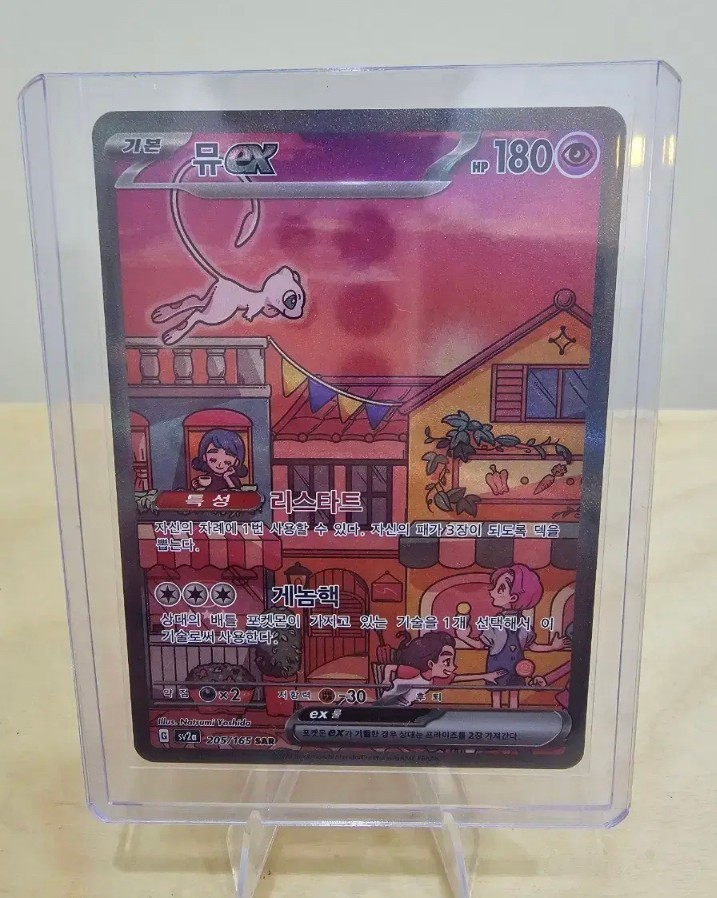 기본 뮤 ex HP 180
특성 리스타트
자신의 차례에 1번 사용할 수 있다. 자신의 패가 3장이 되도록 덱을
뽑는다.
게놈핵
상대의 배틀 포켓몬이 가지고 있는 기술을 1개 선택해서 이
기술로써 사용한다.
약점 ×2 저항력 -30 후퇴
Illus. Natsumi Yoshida
ex 룰
G sv2a 205/165 SAR
포켓몬 ex가 기절한 경우 상대는 프라이즈를 2장 가져간다.